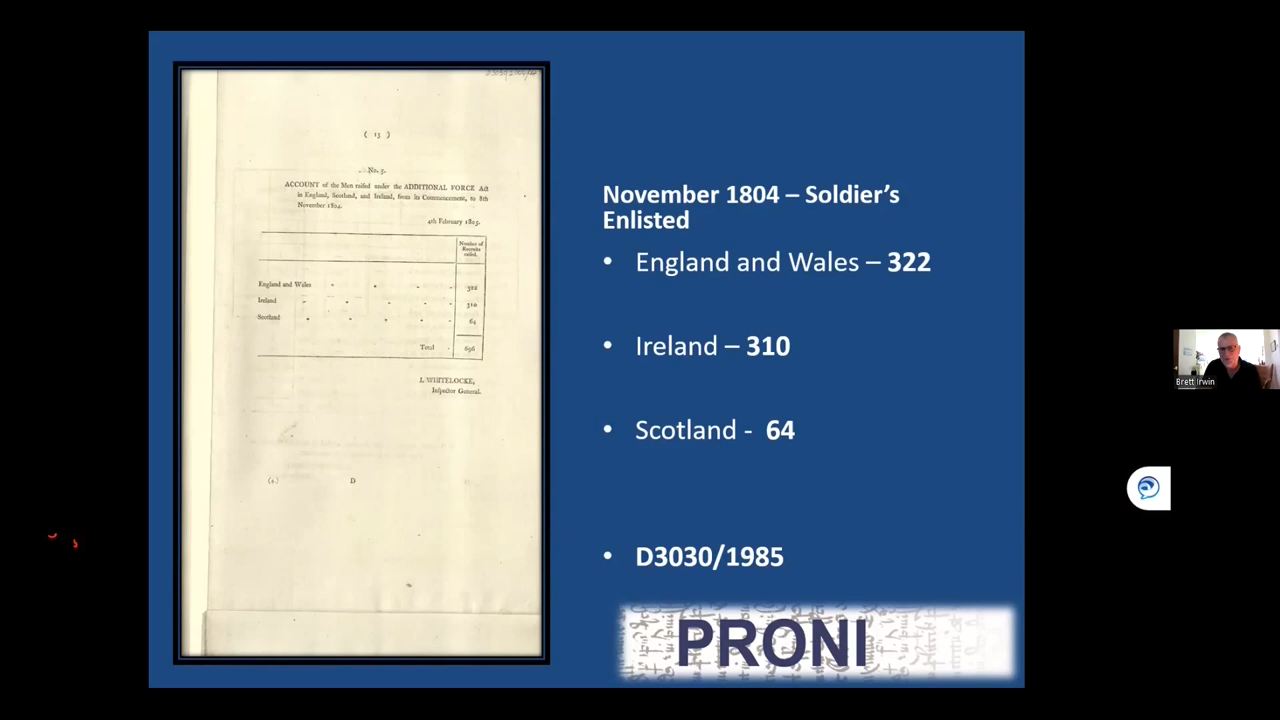 ( 13 )
No. 5.
ACCOUNT of the Men raiſed under the ADDITIONAL FORCE Act
in England, Scotland, and Ireland, from its Commencement, to 8th
November 1804.
4th February 1805.
Number of
Recruits
raiſed.
England and Wales - - - - 322
Ireland - - - - - 310
Scotland - - - - - 64
Total - 696
I. WHITELOCKE,
Inſpector General.
(2.) D
November 1804 – Soldier’s
Enlisted
• England and Wales – 322
• Ireland – 310
• Scotland - 64
• D3030/1985
PRONI
Brett Irwin